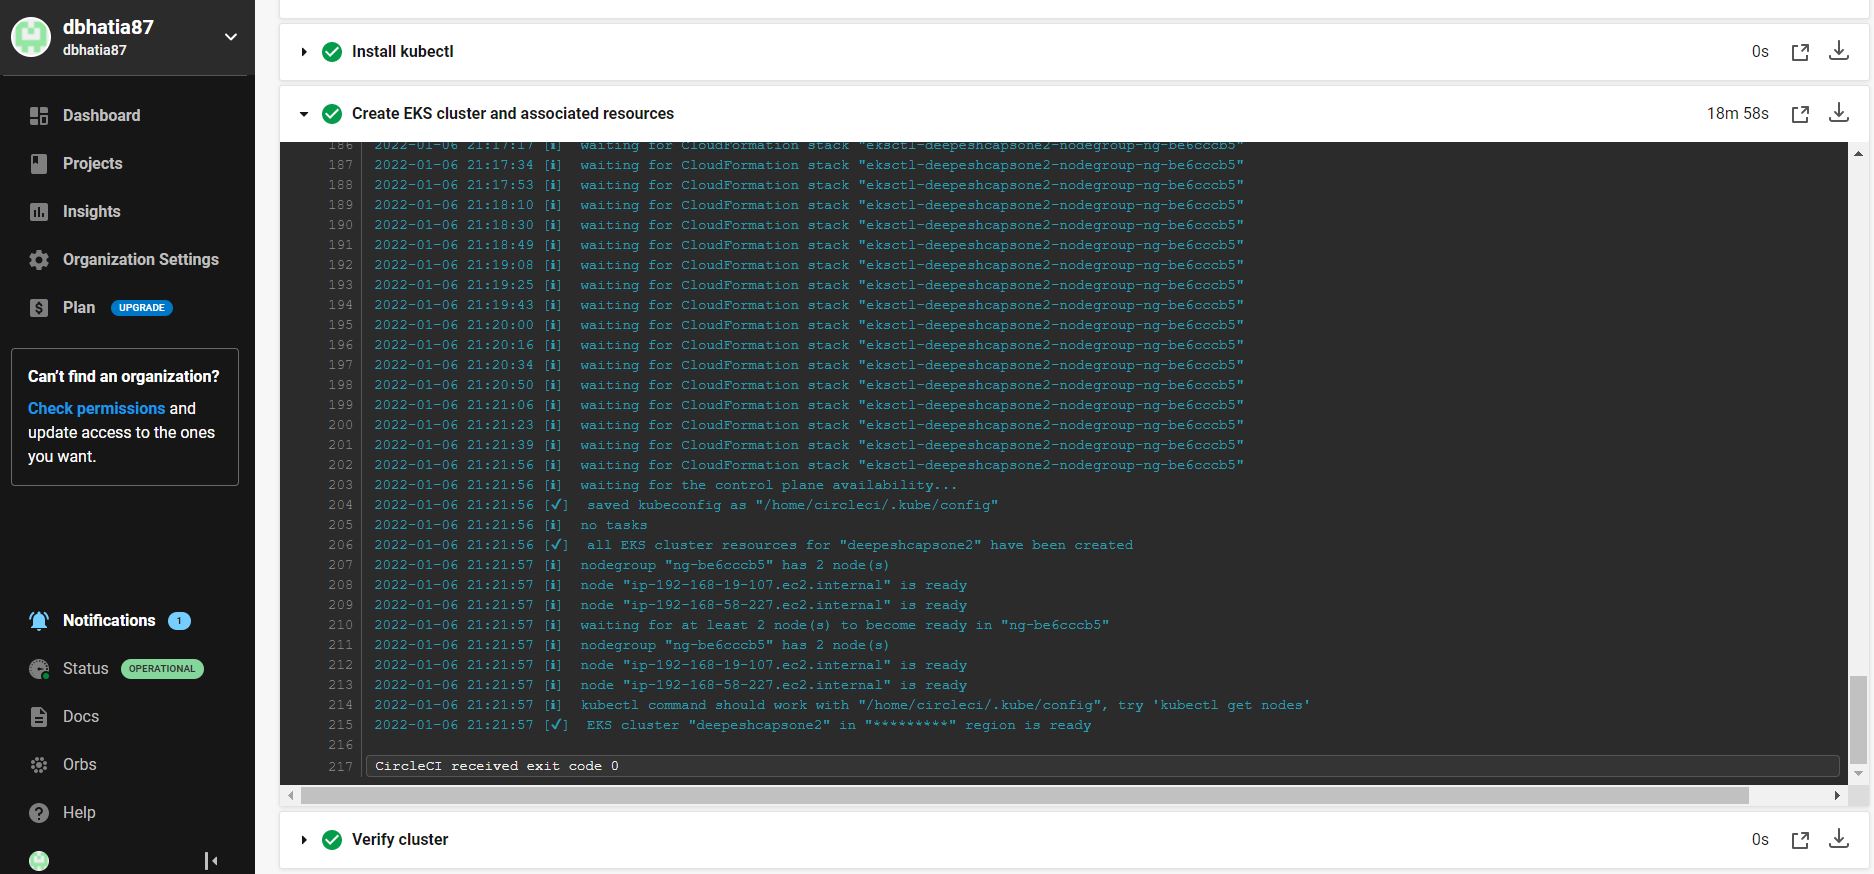 dbhatia87
dbhatia87
Dashboard
Projects
Insights
Organization Settings
Plan UPGRADE
Can't find an organization?
Check permissions and
update access to the ones
you want.
Notifications 1
Status OPERATIONAL
Docs
Orbs
Help
Install kubectl 0s
Create EKS cluster and associated resources 18m 58s
186 2022-01-06 21:17:17 [i] waiting for CloudFormation stack "eksctl-deepeshcapsone2-nodegroup-ng-be6cccb5"
187 2022-01-06 21:17:34 [i] waiting for CloudFormation stack "eksctl-deepeshcapsone2-nodegroup-ng-be6cccb5"
188 2022-01-06 21:17:53 [i] waiting for CloudFormation stack "eksctl-deepeshcapsone2-nodegroup-ng-be6cccb5"
189 2022-01-06 21:18:10 [i] waiting for CloudFormation stack "eksctl-deepeshcapsone2-nodegroup-ng-be6cccb5"
190 2022-01-06 21:18:30 [i] waiting for CloudFormation stack "eksctl-deepeshcapsone2-nodegroup-ng-be6cccb5"
191 2022-01-06 21:18:49 [i] waiting for CloudFormation stack "eksctl-deepeshcapsone2-nodegroup-ng-be6cccb5"
192 2022-01-06 21:19:08 [i] waiting for CloudFormation stack "eksctl-deepeshcapsone2-nodegroup-ng-be6cccb5"
193 2022-01-06 21:19:25 [i] waiting for CloudFormation stack "eksctl-deepeshcapsone2-nodegroup-ng-be6cccb5"
194 2022-01-06 21:19:43 [i] waiting for CloudFormation stack "eksctl-deepeshcapsone2-nodegroup-ng-be6cccb5"
195 2022-01-06 21:20:00 [i] waiting for CloudFormation stack "eksctl-deepeshcapsone2-nodegroup-ng-be6cccb5"
196 2022-01-06 21:20:16 [i] waiting for CloudFormation stack "eksctl-deepeshcapsone2-nodegroup-ng-be6cccb5"
197 2022-01-06 21:20:34 [i] waiting for CloudFormation stack "eksctl-deepeshcapsone2-nodegroup-ng-be6cccb5"
198 2022-01-06 21:20:50 [i] waiting for CloudFormation stack "eksctl-deepeshcapsone2-nodegroup-ng-be6cccb5"
199 2022-01-06 21:21:06 [i] waiting for CloudFormation stack "eksctl-deepeshcapsone2-nodegroup-ng-be6cccb5"
200 2022-01-06 21:21:23 [i] waiting for CloudFormation stack "eksctl-deepeshcapsone2-nodegroup-ng-be6cccb5"
201 2022-01-06 21:21:39 [i] waiting for CloudFormation stack "eksctl-deepeshcapsone2-nodegroup-ng-be6cccb5"
202 2022-01-06 21:21:56 [i] waiting for CloudFormation stack "eksctl-deepeshcapsone2-nodegroup-ng-be6cccb5"
203 2022-01-06 21:21:56 [i] waiting for the control plane availability...
204 2022-01-06 21:21:56 [✓] saved kubeconfig as "/home/circleci/.kube/config"
205 2022-01-06 21:21:56 [i] no tasks
206 2022-01-06 21:21:56 [✓] all EKS cluster resources for "deepeshcapsone2" have been created
207 2022-01-06 21:21:57 [i] nodegroup "ng-be6cccb5" has 2 node(s)
208 2022-01-06 21:21:57 [i] node "ip-192-168-19-107.ec2.internal" is ready
209 2022-01-06 21:21:57 [i] node "ip-192-168-58-227.ec2.internal" is ready
210 2022-01-06 21:21:57 [i] waiting for at least 2 node(s) to become ready in "ng-be6cccb5"
211 2022-01-06 21:21:57 [i] nodegroup "ng-be6cccb5" has 2 node(s)
212 2022-01-06 21:21:57 [i] node "ip-192-168-19-107.ec2.internal" is ready
213 2022-01-06 21:21:57 [i] node "ip-192-168-58-227.ec2.internal" is ready
214 2022-01-06 21:21:57 [i] kubectl command should work with "/home/circleci/.kube/config", try 'kubectl get nodes'
215 2022-01-06 21:21:57 [✓] EKS cluster "deepeshcapsone2" in "*********" region is ready
216
217 CircleCI received exit code 0
Verify cluster 0s